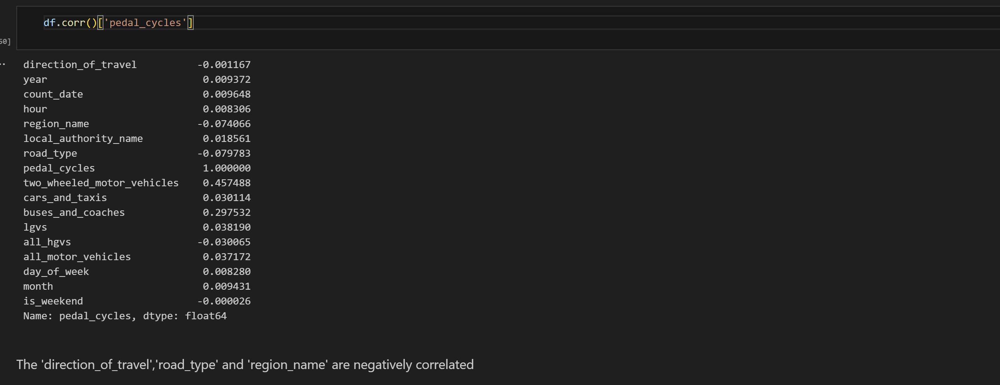 df.corr()['pedal_cycles']
50]
direction_of_travel -0.001167
year 0.009372
count_date 0.009648
hour 0.008306
region_name -0.074066
local_authority_name 0.018561
road_type -0.079783
pedal_cycles 1.000000
two_wheeled_motor_vehicles 0.457488
cars_and_taxis 0.030114
buses_and_coaches 0.297532
lgvs 0.038190
all_hgvs -0.030065
all_motor_vehicles 0.037172
day_of_week 0.008280
month 0.009431
is_weekend -0.000026
Name: pedal_cycles, dtype: float64
The 'direction_of_travel','road_type' and 'region_name' are negatively correlated